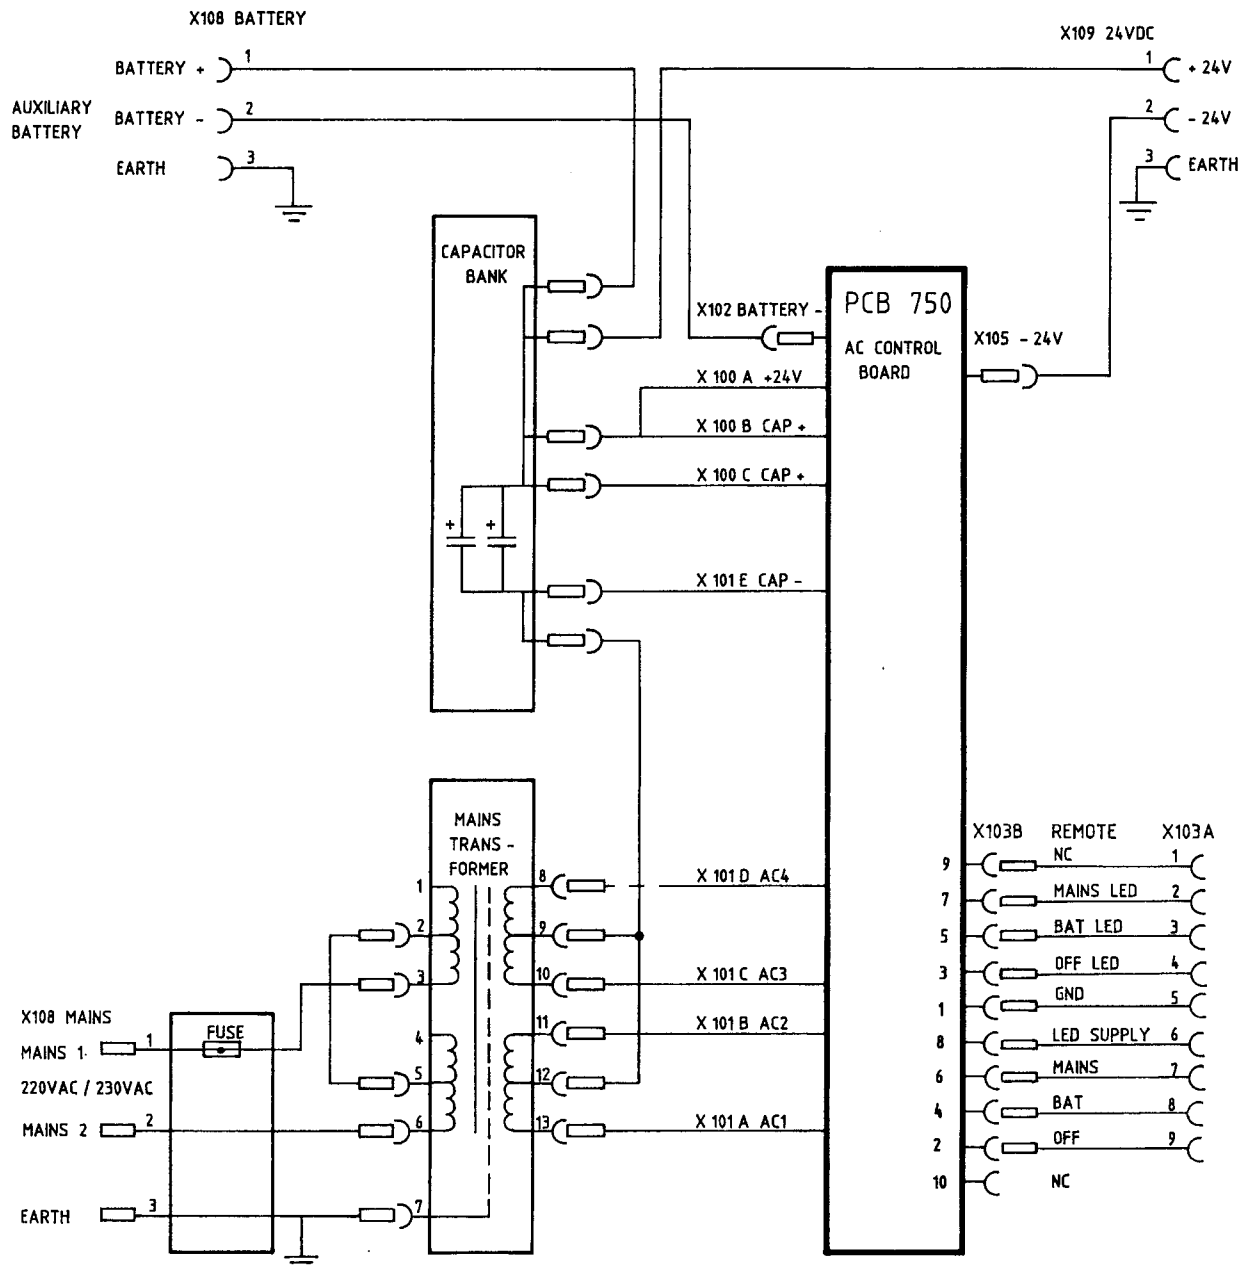 X108 BATTERY
BATTERY + 1
AUXILIARY
BATTERY
BATTERY - 2
EARTH 3
X109 24VDC
1 + 24V
2 - 24V
3 EARTH
CAPACITOR
BANK
+ +
X102 BATTERY -
PCB 750
AC CONTROL
BOARD
X105 - 24V
X 100 A +24V
X 100 B CAP +
X 100 C CAP +
X 101 E CAP -
MAINS
TRANS -
FORMER
1
2
3
4
5
6
7
8
9
10
11
12
13
X 101 D AC4
X 101 C AC3
X 101 B AC2
X 101 A AC1
X108 MAINS
MAINS 1 1
FUSE
220VAC / 230VAC
MAINS 2 2
EARTH 3
X103B REMOTE X103A
9 NC 1
7 MAINS LED 2
5 BAT LED 3
3 OFF LED 4
1 GND 5
8 LED SUPPLY 6
6 MAINS 7
4 BAT 8
2 OFF 9
10 NC